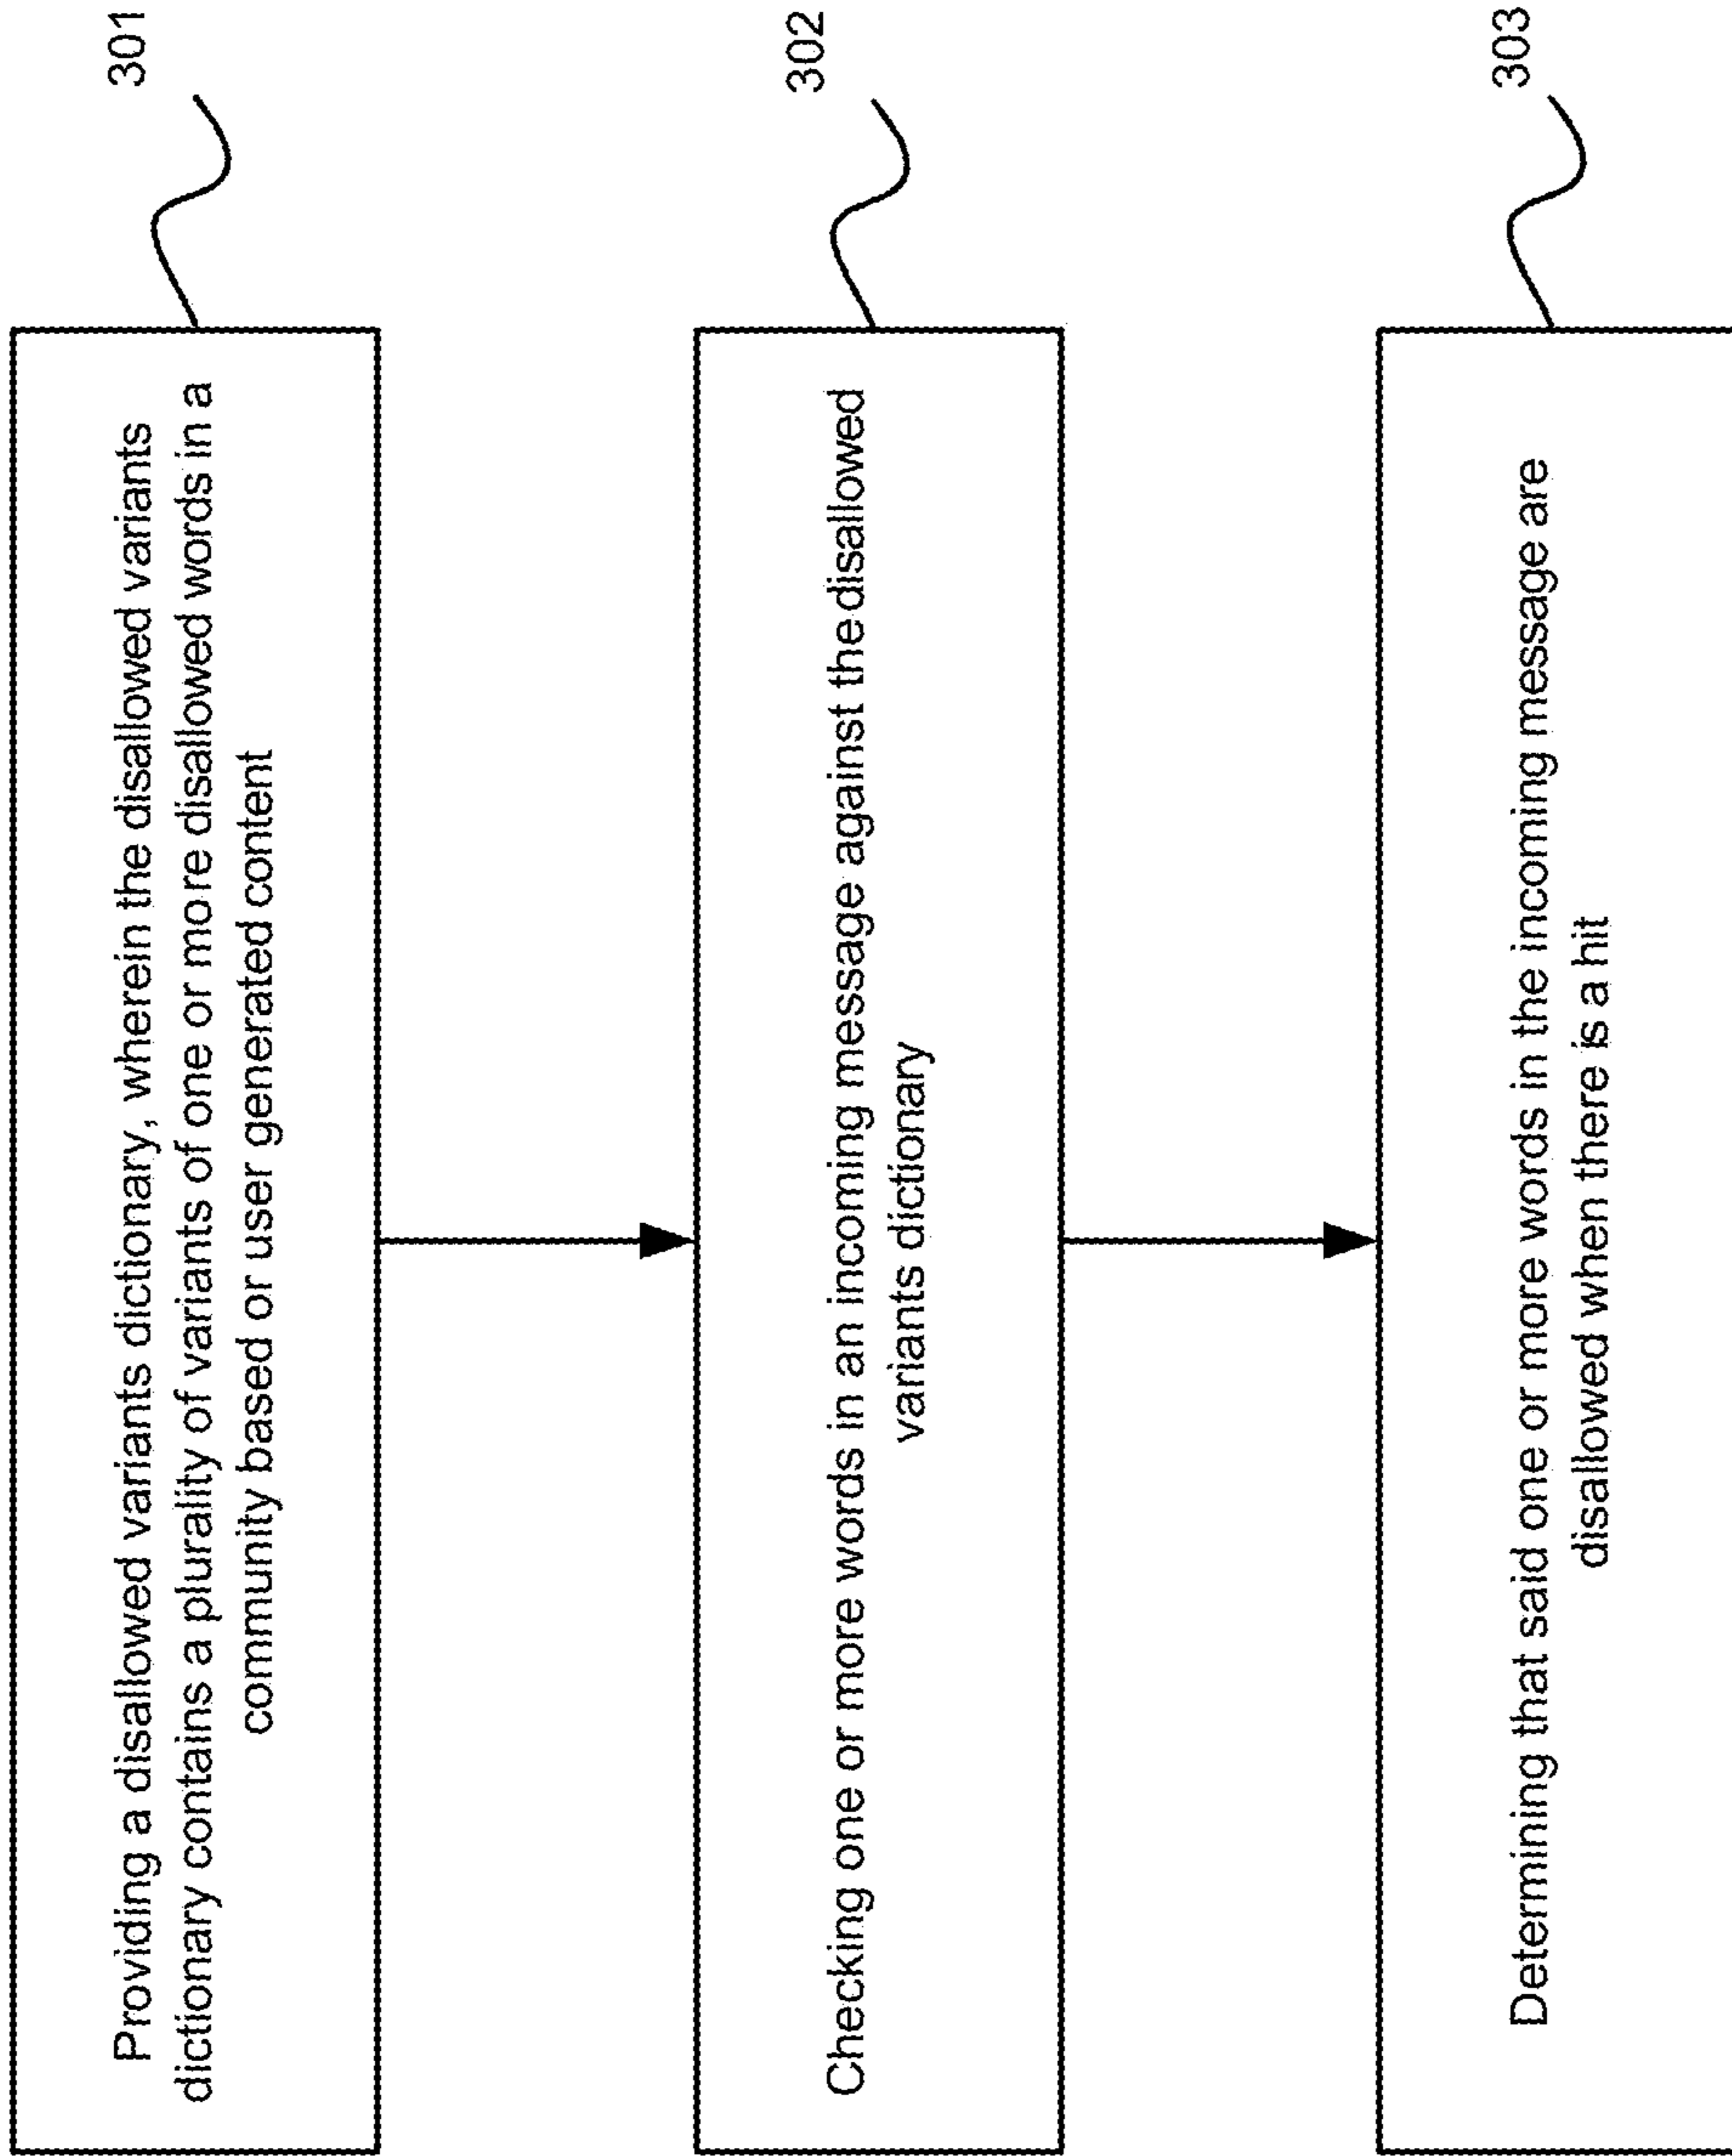 Providing a disallowed variants dictionary, wherein the disallowed variants
dictionary contains a plurality of variants of one or more disallowed words in a
community based or user generated content
301
Checking one or more words in an incoming message against the disallowed
variants dictionary
302
Determining that said one or more words in the incoming message are
disallowed when there is a hit
303